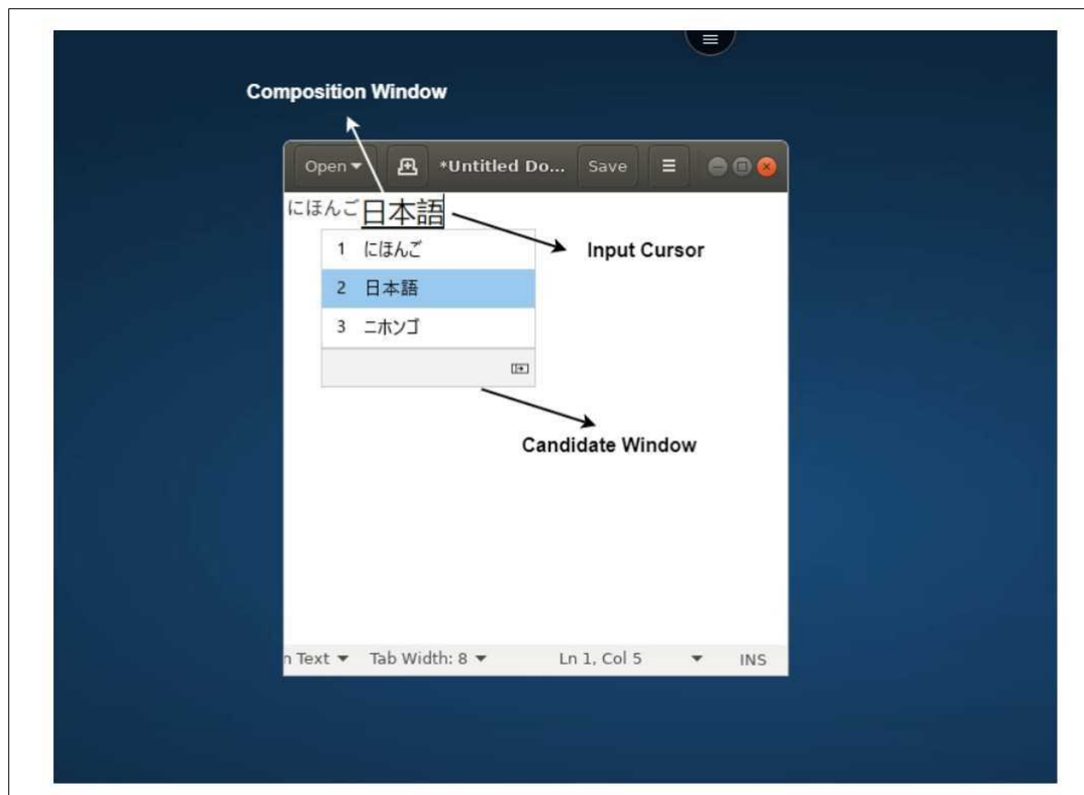 Composition Window
Open *Untitled Do... Save
にほんご日本語
Input Cursor
1 にほんご
2 日本語
3 ニホンゴ
Candidate Window
n Text Tab Width: 8 Ln 1, Col 5 INS